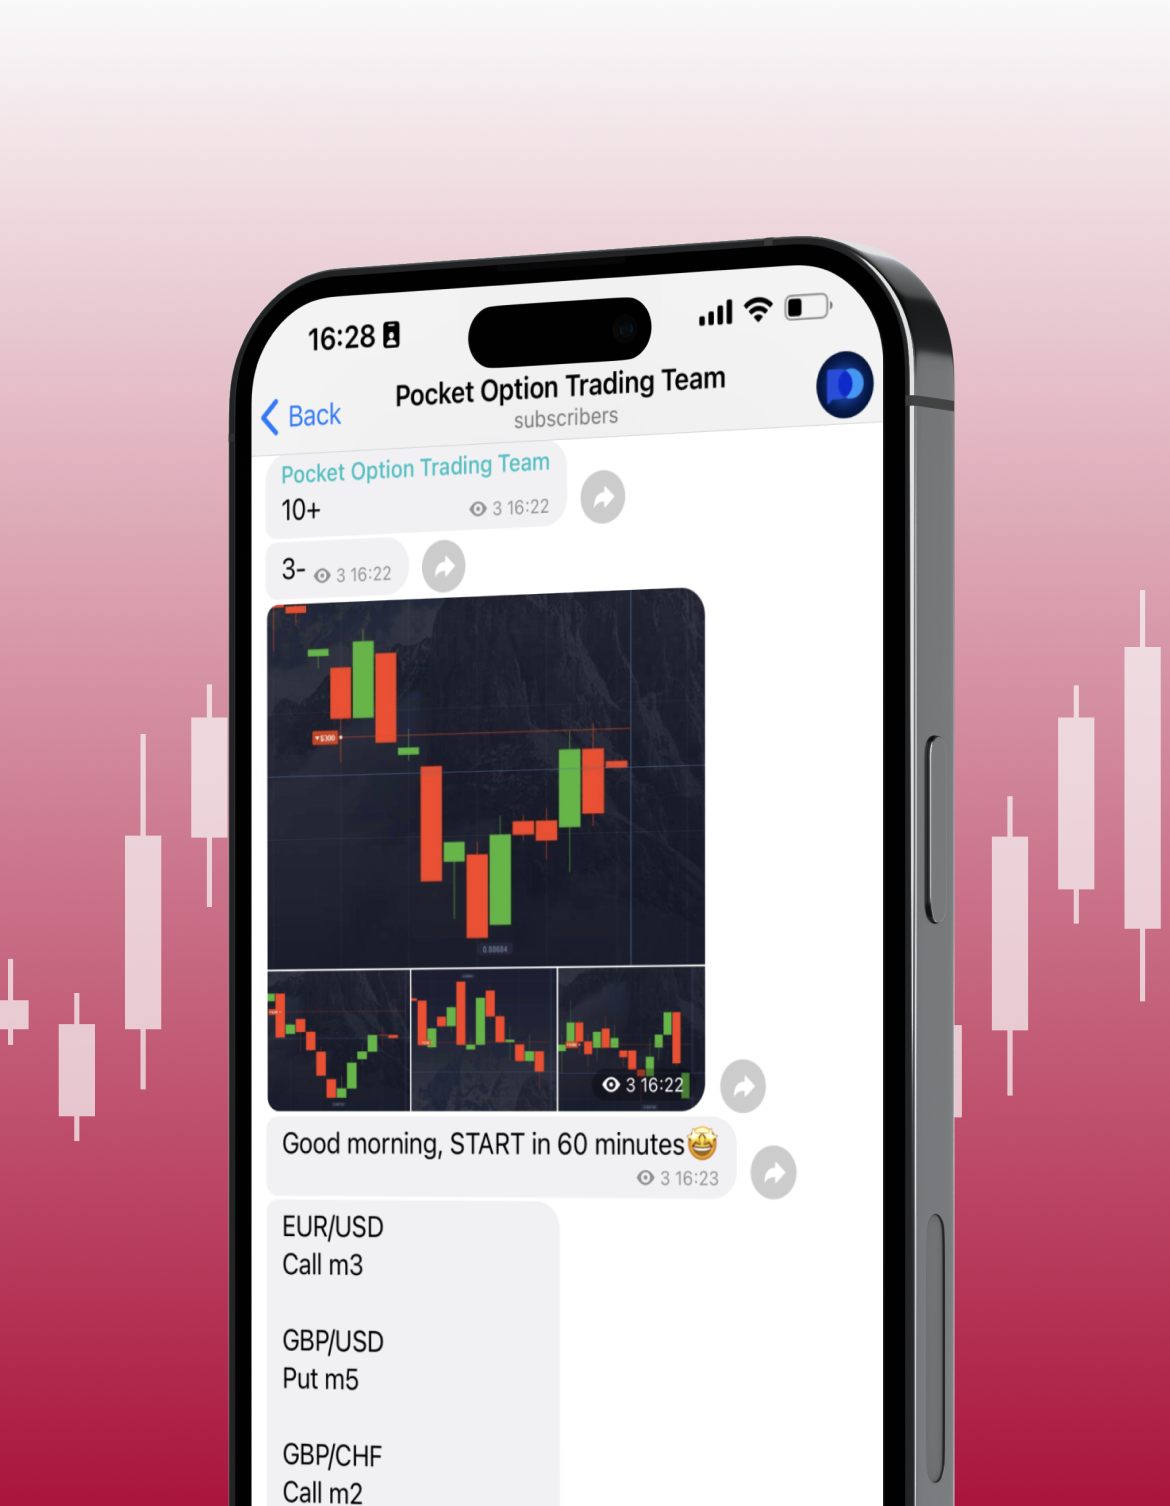 16:28
Back
Pocket Option Trading Team
subscribers
Pocket Option Trading Team
10+
3 16:22
3-
3 16:22
$300
3 16:22
Good morning, START in 60 minutes🤩
3 16:23
EUR/USD
Call m3
GBP/USD
Put m5
GBP/CHF
Call m2